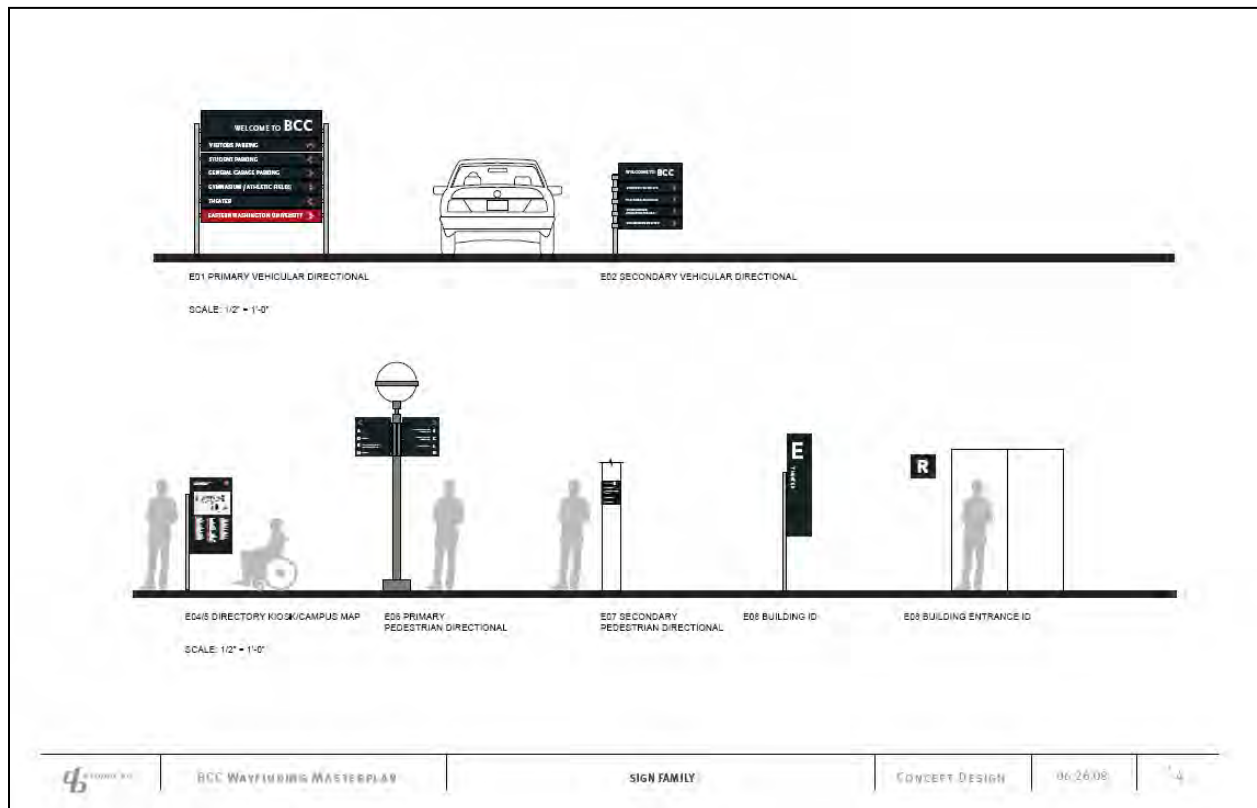 WELCOME TO BCC
VISITORS PARKING
STUDENT PARKING
GENERAL GARAGE PARKING
GYMNASIUM / ATHLETIC FIELDS
THEATER
EASTERN WASHINGTON UNIVERSITY
WELCOME TO BCC
E01 PRIMARY VEHICULAR DIRECTIONAL
E02 SECONDARY VEHICULAR DIRECTIONAL
SCALE: 1/2" = 1'-0"
E
R
E04/5 DIRECTORY KIOSK/CAMPUS MAP
E06 PRIMARY
PEDESTRIAN DIRECTIONAL
E07 SECONDARY
PEDESTRIAN DIRECTIONAL
E08 BUILDING ID
E09 BUILDING ENTRANCE ID
SCALE: 1/2" = 1'-0"
BCC WAYFINDING MASTERPLAN
SIGN FAMILY
CONCEPT DESIGN
06.26.08
4